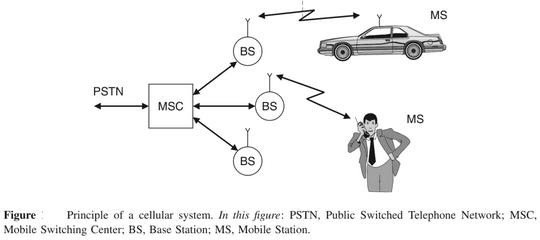 MS
BS
PSTN
MSC
BS
MS
BS
Figure : Principle of a cellular system. In this figure: PSTN, Public Switched Telephone Network; MSC,
Mobile Switching Center; BS, Base Station; MS, Mobile Station.